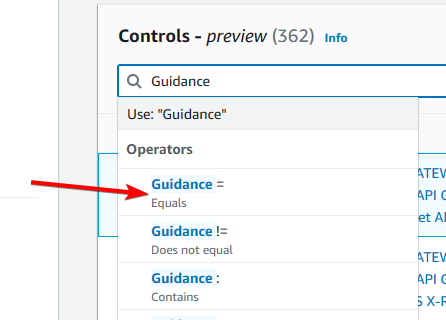 Controls - preview (362) Info
Guidance
Use: "Guidance"
Operators
Guidance =
Equals
Guidance !=
Does not equal
Guidance :
Contains
ATEW
API G
et AI
ATEW
API G
S X-R